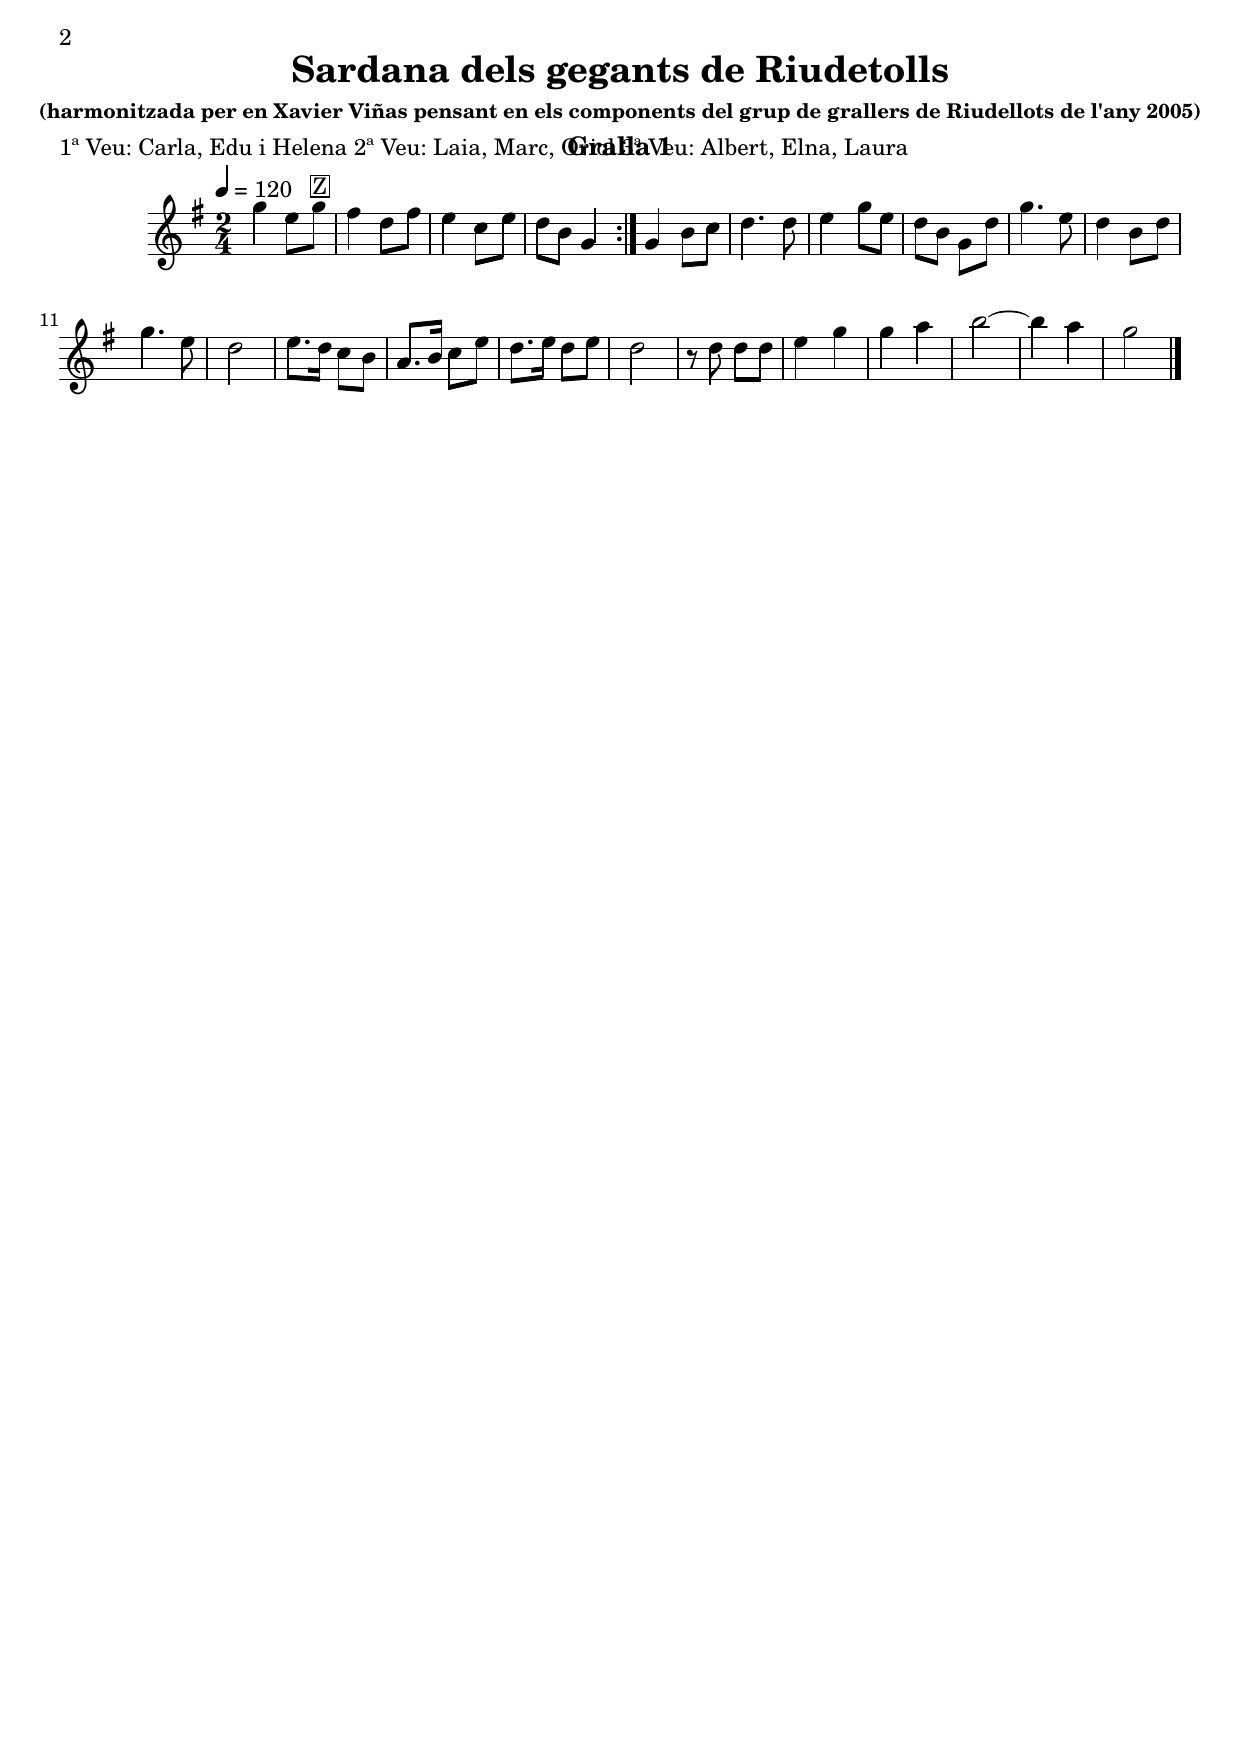 2
Sardana dels gegants de Riudetolls
(harmonitzada per en Xavier Viñas pensant en els components del grup de grallers de Riudellots de l'any 2005)
1ª Veu: Carla, Edu i Helena 2ª Veu: Laia, Marc, Oriol 3ª Veu: Albert, Elna, Laura
Gralla 1
= 120 Z
2
4
11